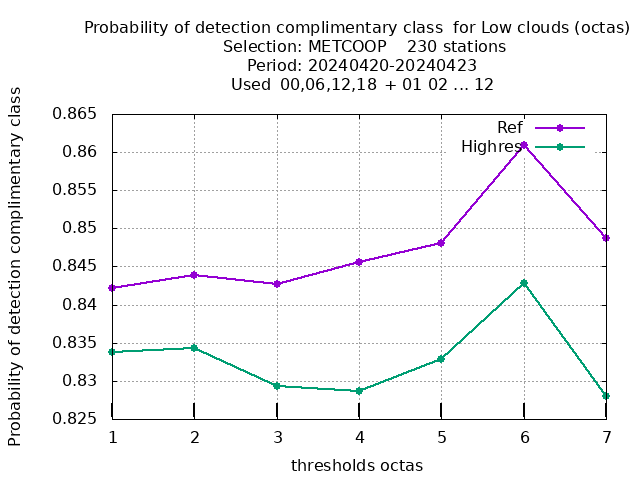 Probability of detection complimentary class  for Low clouds (octas)
Selection: METCOOP    230 stations
Period: 20240420-20240423
Used  00,06,12,18  + 01 02 ... 12
Probability of detection complimentary class
0.865
0.86
0.855
0.85
0.845
0.84
0.835
0.83
0.825
Ref
Highres
1 2 3 4 5 6 7
thresholds octas